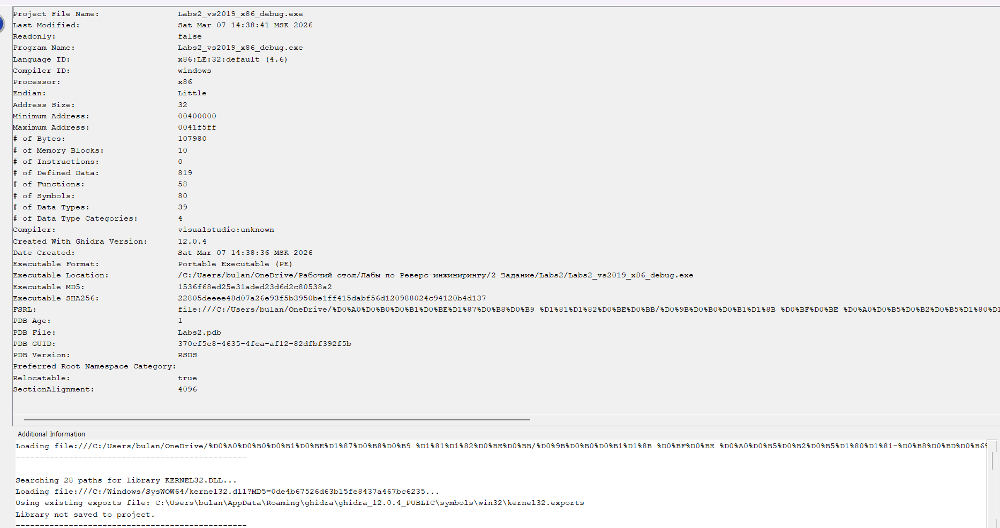 Project File Name: Labs2_vs2019_x86_debug.exe
Last Modified: Sat Mar 07 14:38:41 MSK 2026
Readonly: false
Program Name: Labs2_vs2019_x86_debug.exe
Language ID: x86:LE:32:default (4.6)
Compiler ID: windows
Processor: x86
Endian: Little
Address Size: 32
Minimum Address: 00400000
Maximum Address: 0041f5ff
# of Bytes: 107980
# of Memory Blocks: 10
# of Instructions: 0
# of Defined Data: 819
# of Functions: 58
# of Symbols: 80
# of Data Types: 39
# of Data Type Categories: 4
Compiler: visualstudio:unknown
Created With Ghidra Version: 12.0.4
Date Created: Sat Mar 07 14:38:36 MSK 2026
Executable Format: Portable Executable (PE)
Executable Location: /C:/Users/bulan/OneDrive/Рабочий стол/Лабы по Реверс-инжинирингу/2 Задание/Labs2/Labs2_vs2019_x86_debug.exe
Executable MD5: 1536f68ed25e31aded23d6d2c80538a2
Executable SHA256: 22805deeee48d07a26e93f5b3950be1ff415dabf56d120988024c94120b4d137
FSRL: file:///C:/Users/bulan/OneDrive/%D0%A0%D0%B0%D0%B1%D0%BE%D1%87%D0%B8%D0%B9 %D1%81%D1%82%D0%BE%D0%BB/%D0%9B%D0%B0%D0%B1%D1%8B %D0%BF%D0%BE %D0%A0%D0%B5%D0%B2%D0%B5%D1%80%D1
PDB Age: 1
PDB File: Labs2.pdb
PDB GUID: 370cf5c8-4635-4fca-af12-82dfbf392f5b
PDB Version: RSDS
Preferred Root Namespace Category:
Relocatable: true
SectionAlignment: 4096
Additional Information
Loading file:///C:/Users/bulan/OneDrive/%D0%A0%D0%B0%D0%B1%D0%BE%D1%87%D0%B8%D0%B9 %D1%81%D1%82%D0%BE%D0%BB/%D0%9B%D0%B0%D0%B1%D1%8B %D0%BF%D0%BE %D0%A0%D0%B5%D0%B2%D0%B5%D1%80%D1%81-%D0%B8%D0%BD%D0%B6%
------------------------------------------------
Searching 28 paths for library KERNEL32.DLL...
Loading file:///C:/Windows/SysWOW64/kernel32.dll?MD5=0de4b67526d63b15fe8437a467bc6235...
Using existing exports file: C:\Users\bulan\AppData\Roaming\ghidra\ghidra_12.0.4_PUBLIC\symbols\win32\kernel32.exports
Library not saved to project.
------------------------------------------------